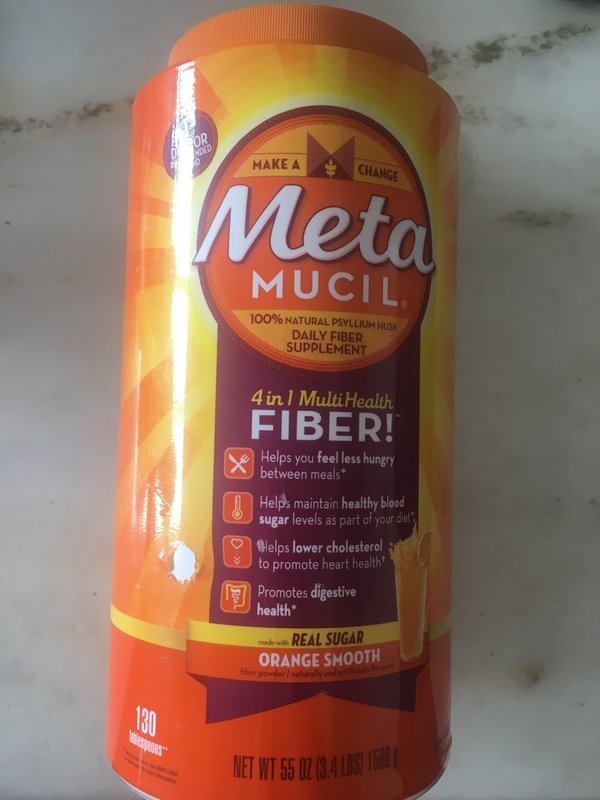 MAKE A CHANGE
Meta
MUCIL®
100% NATURAL PSYLLIUM HUSK
DAILY FIBER
SUPPLEMENT
4 in 1 MultiHealth
FIBER!™
Helps you feel less hungry
between meals*
Helps maintain healthy blood
sugar levels as part of your diet*
Helps lower cholesterol
to promote heart health†
Promotes digestive
health*
made with REAL SUGAR
ORANGE SMOOTH
fiber powder / naturally and artificially flavored
130
tablespoons**
NET WT 55 OZ (3.4 LBS) 1560 g